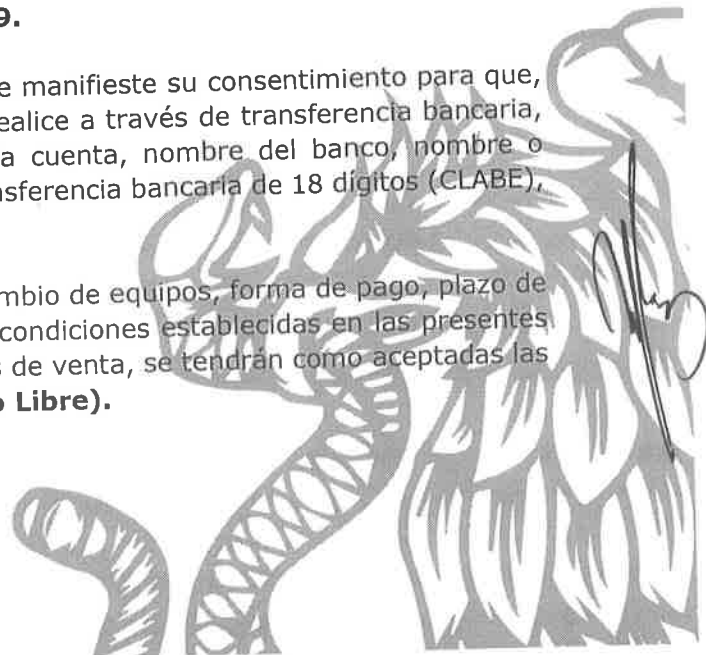 9.
e manifieste su consentimiento para que,
ealice a través de transferencia bancaria,
a cuenta, nombre del banco, nombre o
nsferencia bancaria de 18 dígitos (CLABE),
mbio de equipos, forma de pago, plazo de
condiciones establecidas en las presentes
s de venta, se tendrán como aceptadas las
o Libre).